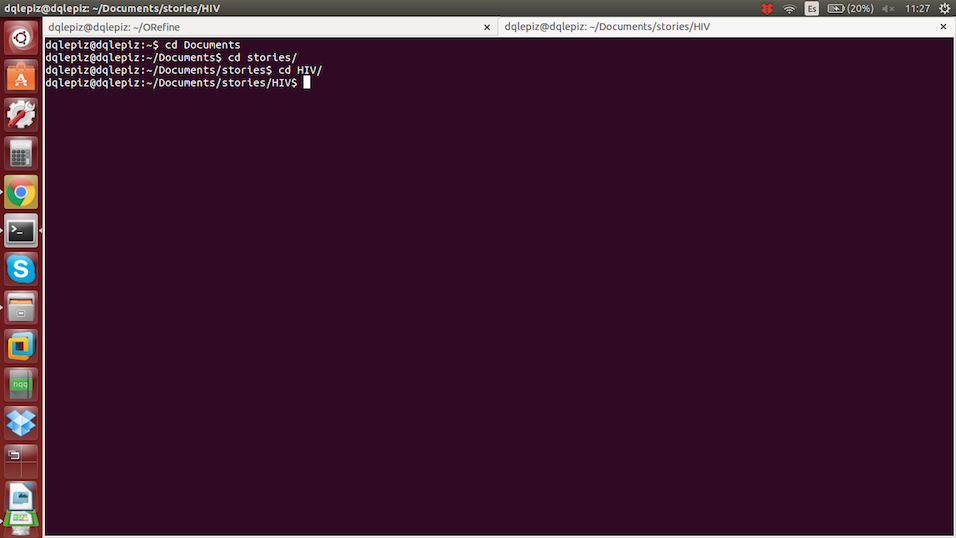 dqlepiz@dqlepiz: ~/Documents/stories/HIV
Es
(20%)
11:27
dqlepiz@dqlepiz: ~/ORefine
dqlepiz@dqlepiz: ~/Documents/stories/HIV
dqlepiz@dqlepiz:~$ cd Documents
dqlepiz@dqlepiz:~/Documents$ cd stories/
dqlepiz@dqlepiz:~/Documents/stories$ cd HIV/
dqlepiz@dqlepiz:~/Documents/stories/HIV$
nqq